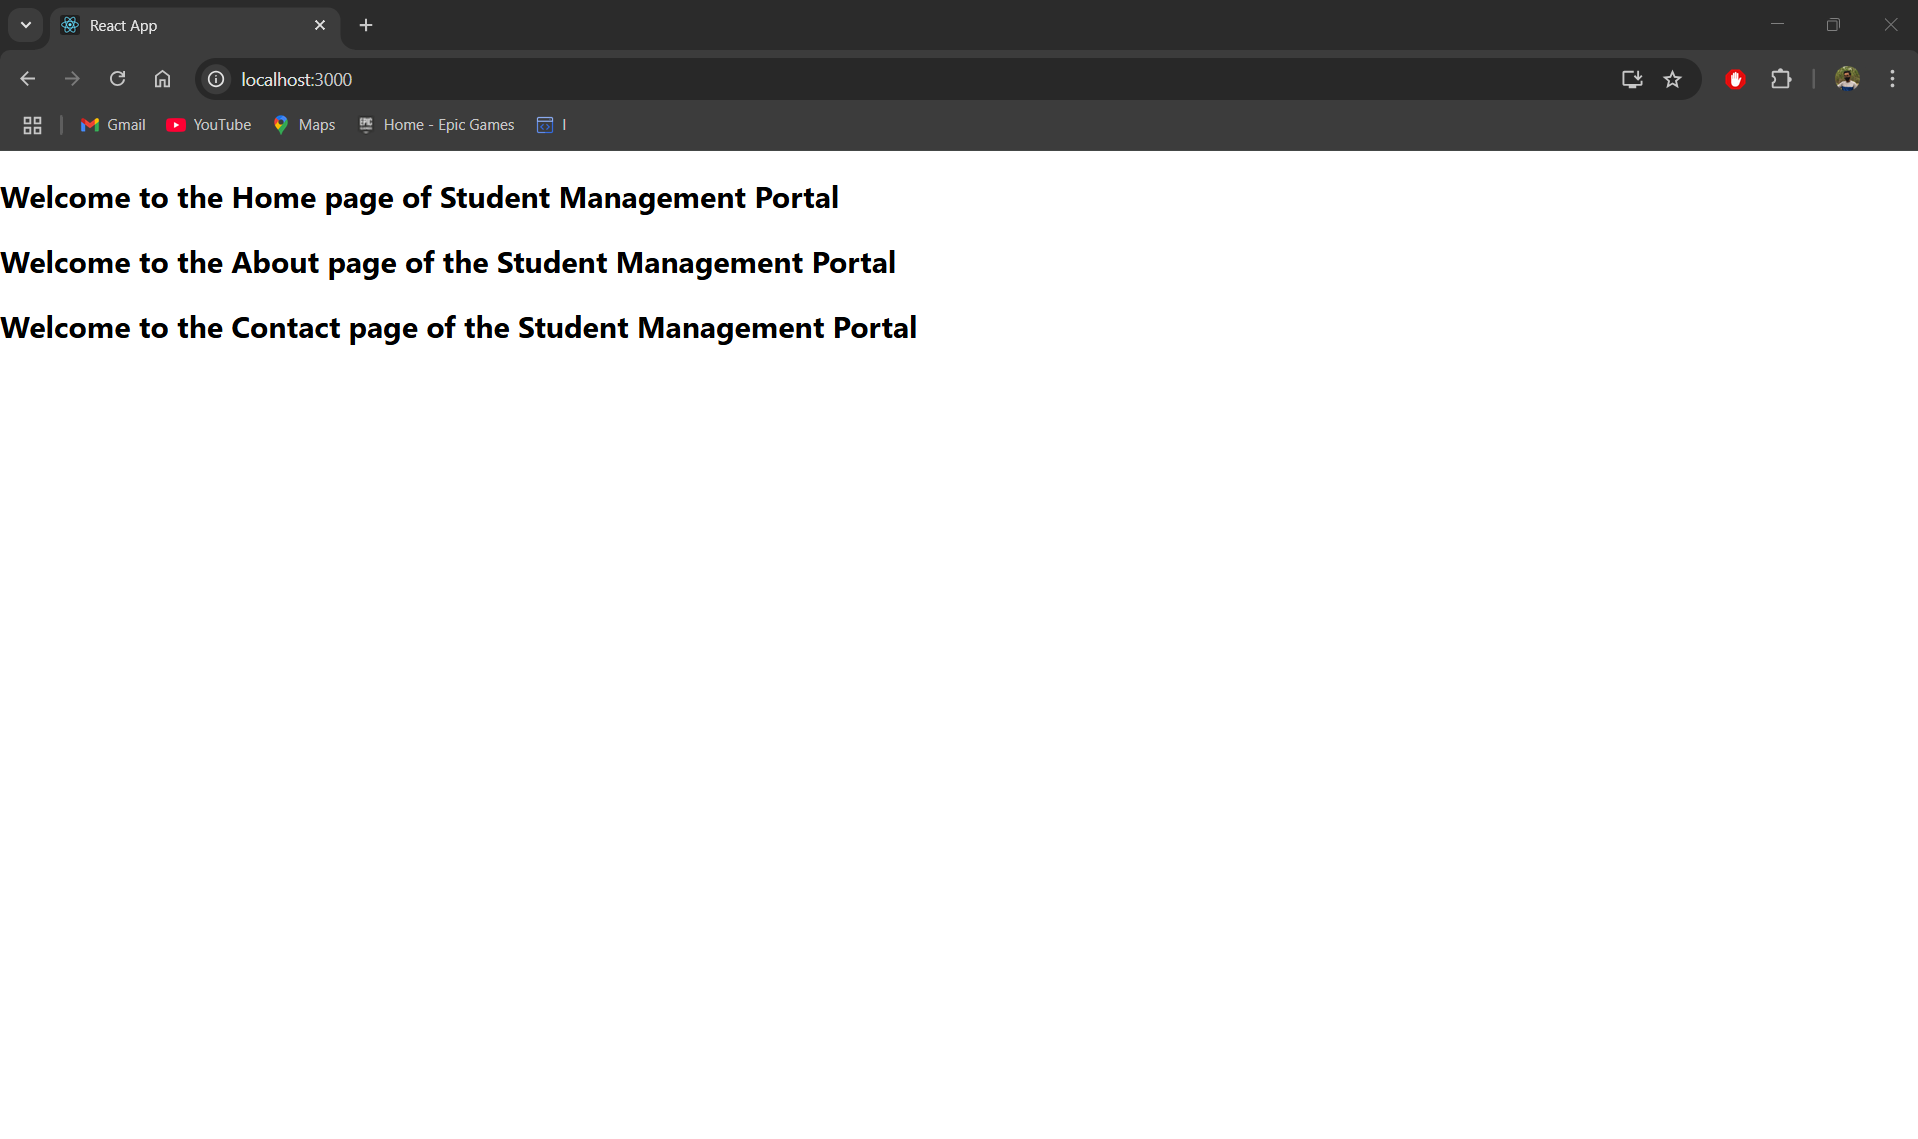 React App
localhost:3000
Gmail YouTube Maps EPIC Home - Epic Games I
Welcome to the Home page of Student Management Portal
Welcome to the About page of the Student Management Portal
Welcome to the Contact page of the Student Management Portal